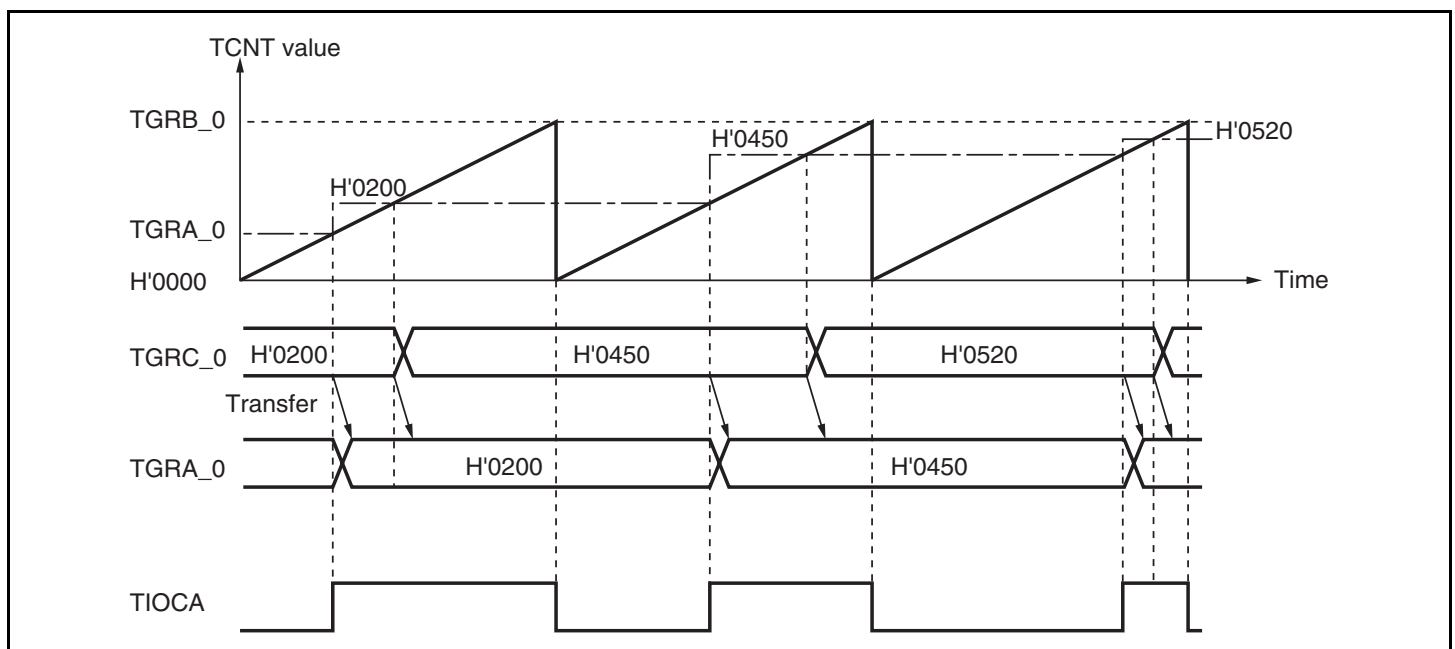 TCNT value
TGRB_0
H'0520
H'0450
H'0200
TGRA_0
H'0000
Time
TGRC_0 H'0200 H'0450 H'0520
Transfer
TGRA_0 H'0200 H'0450
TIOCA